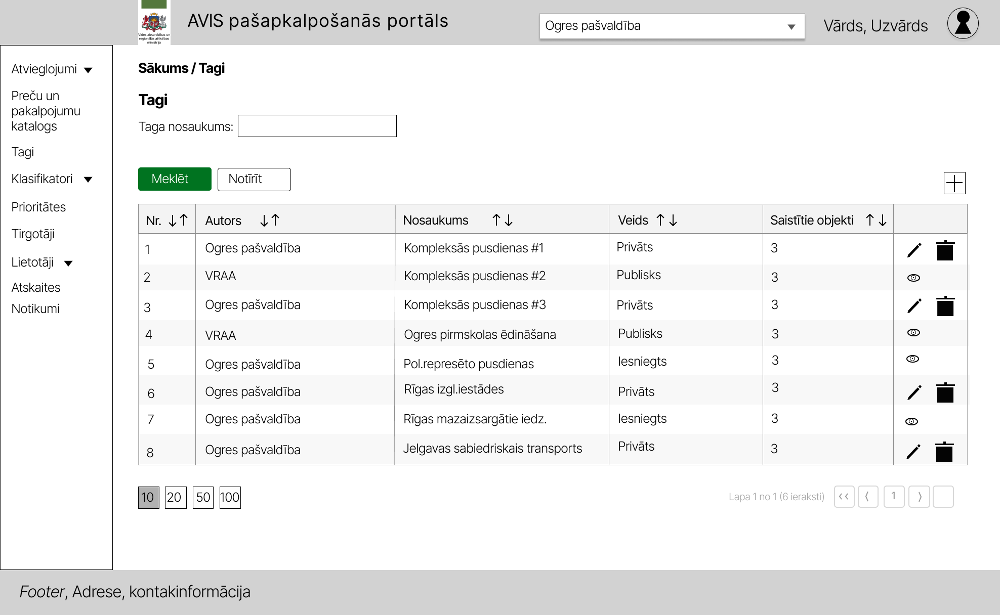 AVIS pašapkalpošanās portāls
Vides aizsardzības un
reģionālās attīstības
ministrija
Ogres pašvaldība
Vārds, Uzvārds
Atvieglojumi
Preču un
pakalpojumu
katalogs
Tagi
Klasifikatori
Prioritātes
Tirgotāji
Lietotāji
Atskaites
Notikumi
Sākums / Tagi
Tagi
Taga nosaukums:
Meklēt Notīrīt
Nr. ↓↑ Autors ↓↑ Nosaukums ↑↓ Veids ↑↓ Saistītie objekti ↑↓
1 Ogres pašvaldība Kompleksās pusdienas #1 Privāts 3
2 VRAA Kompleksās pusdienas #2 Publisks 3
3 Ogres pašvaldība Kompleksās pusdienas #3 Privāts 3
4 VRAA Ogres pirmskolas ēdināšana Publisks 3
5 Ogres pašvaldība Pol.represēto pusdienas Iesniegts 3
6 Ogres pašvaldība Rīgas izgl.iestādes Privāts 3
7 Ogres pašvaldība Rīgas mazaizsargātie iedz. Iesniegts 3
8 Ogres pašvaldība Jelgavas sabiedriskais transports Privāts 3
10 20 50 100 Lapa 1 no 1 (6 ieraksti) ‹‹ ⟨ 1 ⟩
Footer, Adrese, kontakinformācija